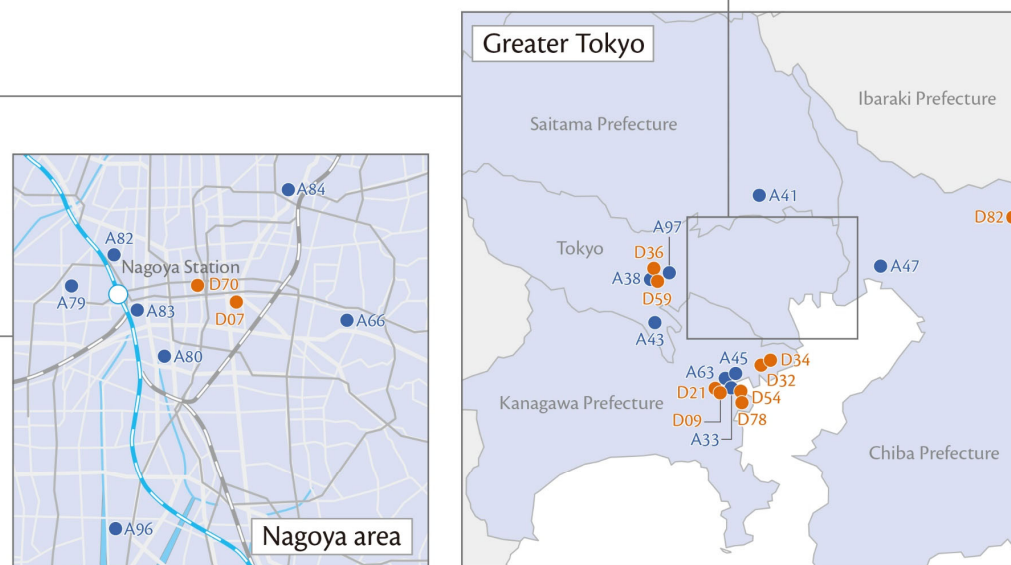 Greater Tokyo
Ibaraki Prefecture
Saitama Prefecture
A41
D82
A97
Tokyo
D36
A38
D59
A47
A43
A45
D34
A63
D32
D21
D54
Kanagawa Prefecture
D09
D78
A33
Chiba Prefecture
A84
A82
Nagoya Station
D70
A79
A83
D07
A66
A80
A96
Nagoya area